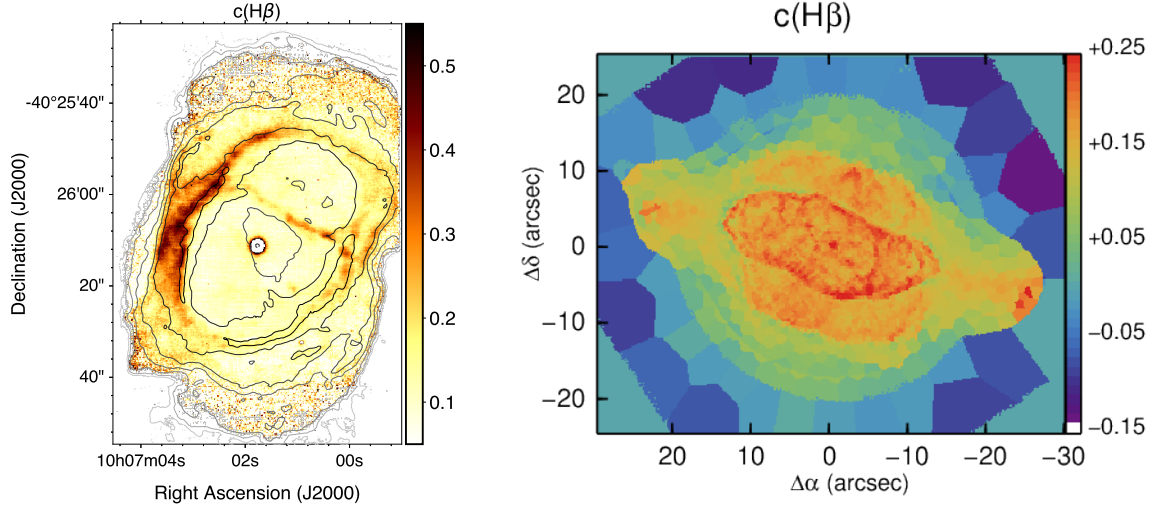 c(Hβ)
-40°25'40"
26'00"
20"
40"
Declination (J2000)
10h07m04s
02s
00s
Right Ascension (J2000)
0.5
0.4
0.3
0.2
0.1
c(Hβ)
20
10
0
−10
−20
Δδ (arcsec)
20
10
0
−10
−20
−30
Δα (arcsec)
+0.25
+0.15
+0.05
−0.05
−0.15